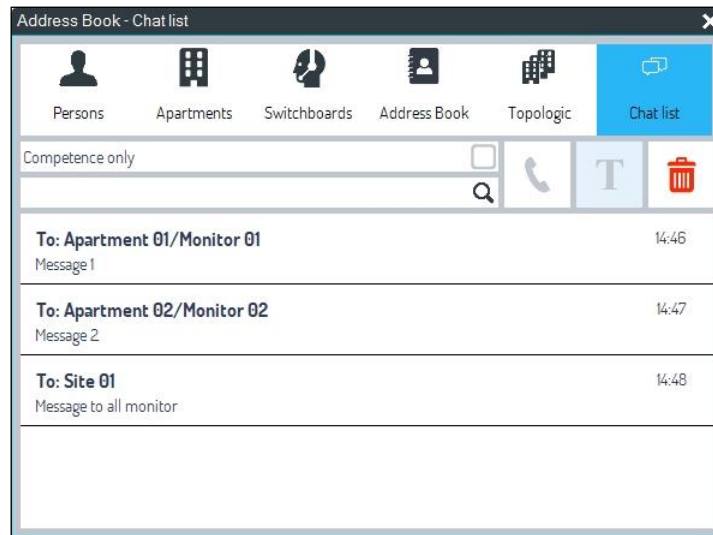 Address Book - Chat list
Persons
Apartments
Switchboards
Address Book
Topologic
Chat list
Competence only
T
To: Apartment 01/Monitor 01
14:46
Message 1
To: Apartment 02/Monitor 02
14:47
Message 2
To: Site 01
14:48
Message to all monitor